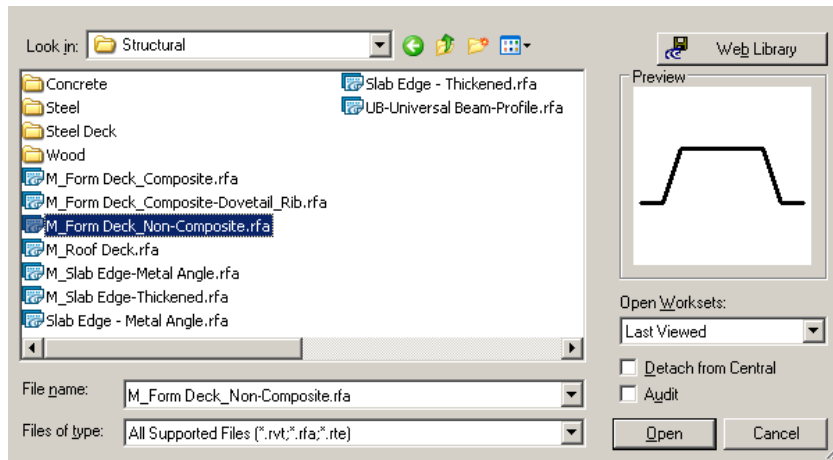 Look in: Structural
Web Library
Concrete
Steel
Steel Deck
Wood
M_Form Deck_Composite.rfa
M_Form Deck_Composite-Dovetail_Rib.rfa
M_Form Deck_Non-Composite.rfa
M_Roof Deck.rfa
M_Slab Edge-Metal Angle.rfa
M_Slab Edge-Thickened.rfa
Slab Edge - Metal Angle.rfa
Slab Edge - Thickened.rfa
UB-Universal Beam-Profile.rfa
Preview
Open Worksets:
Last Viewed
Detach from Central
Audit
File name: M_Form Deck_Non-Composite.rfa
Files of type: All Supported Files (*.rvt;*.rfa;*.rte)
Open Cancel